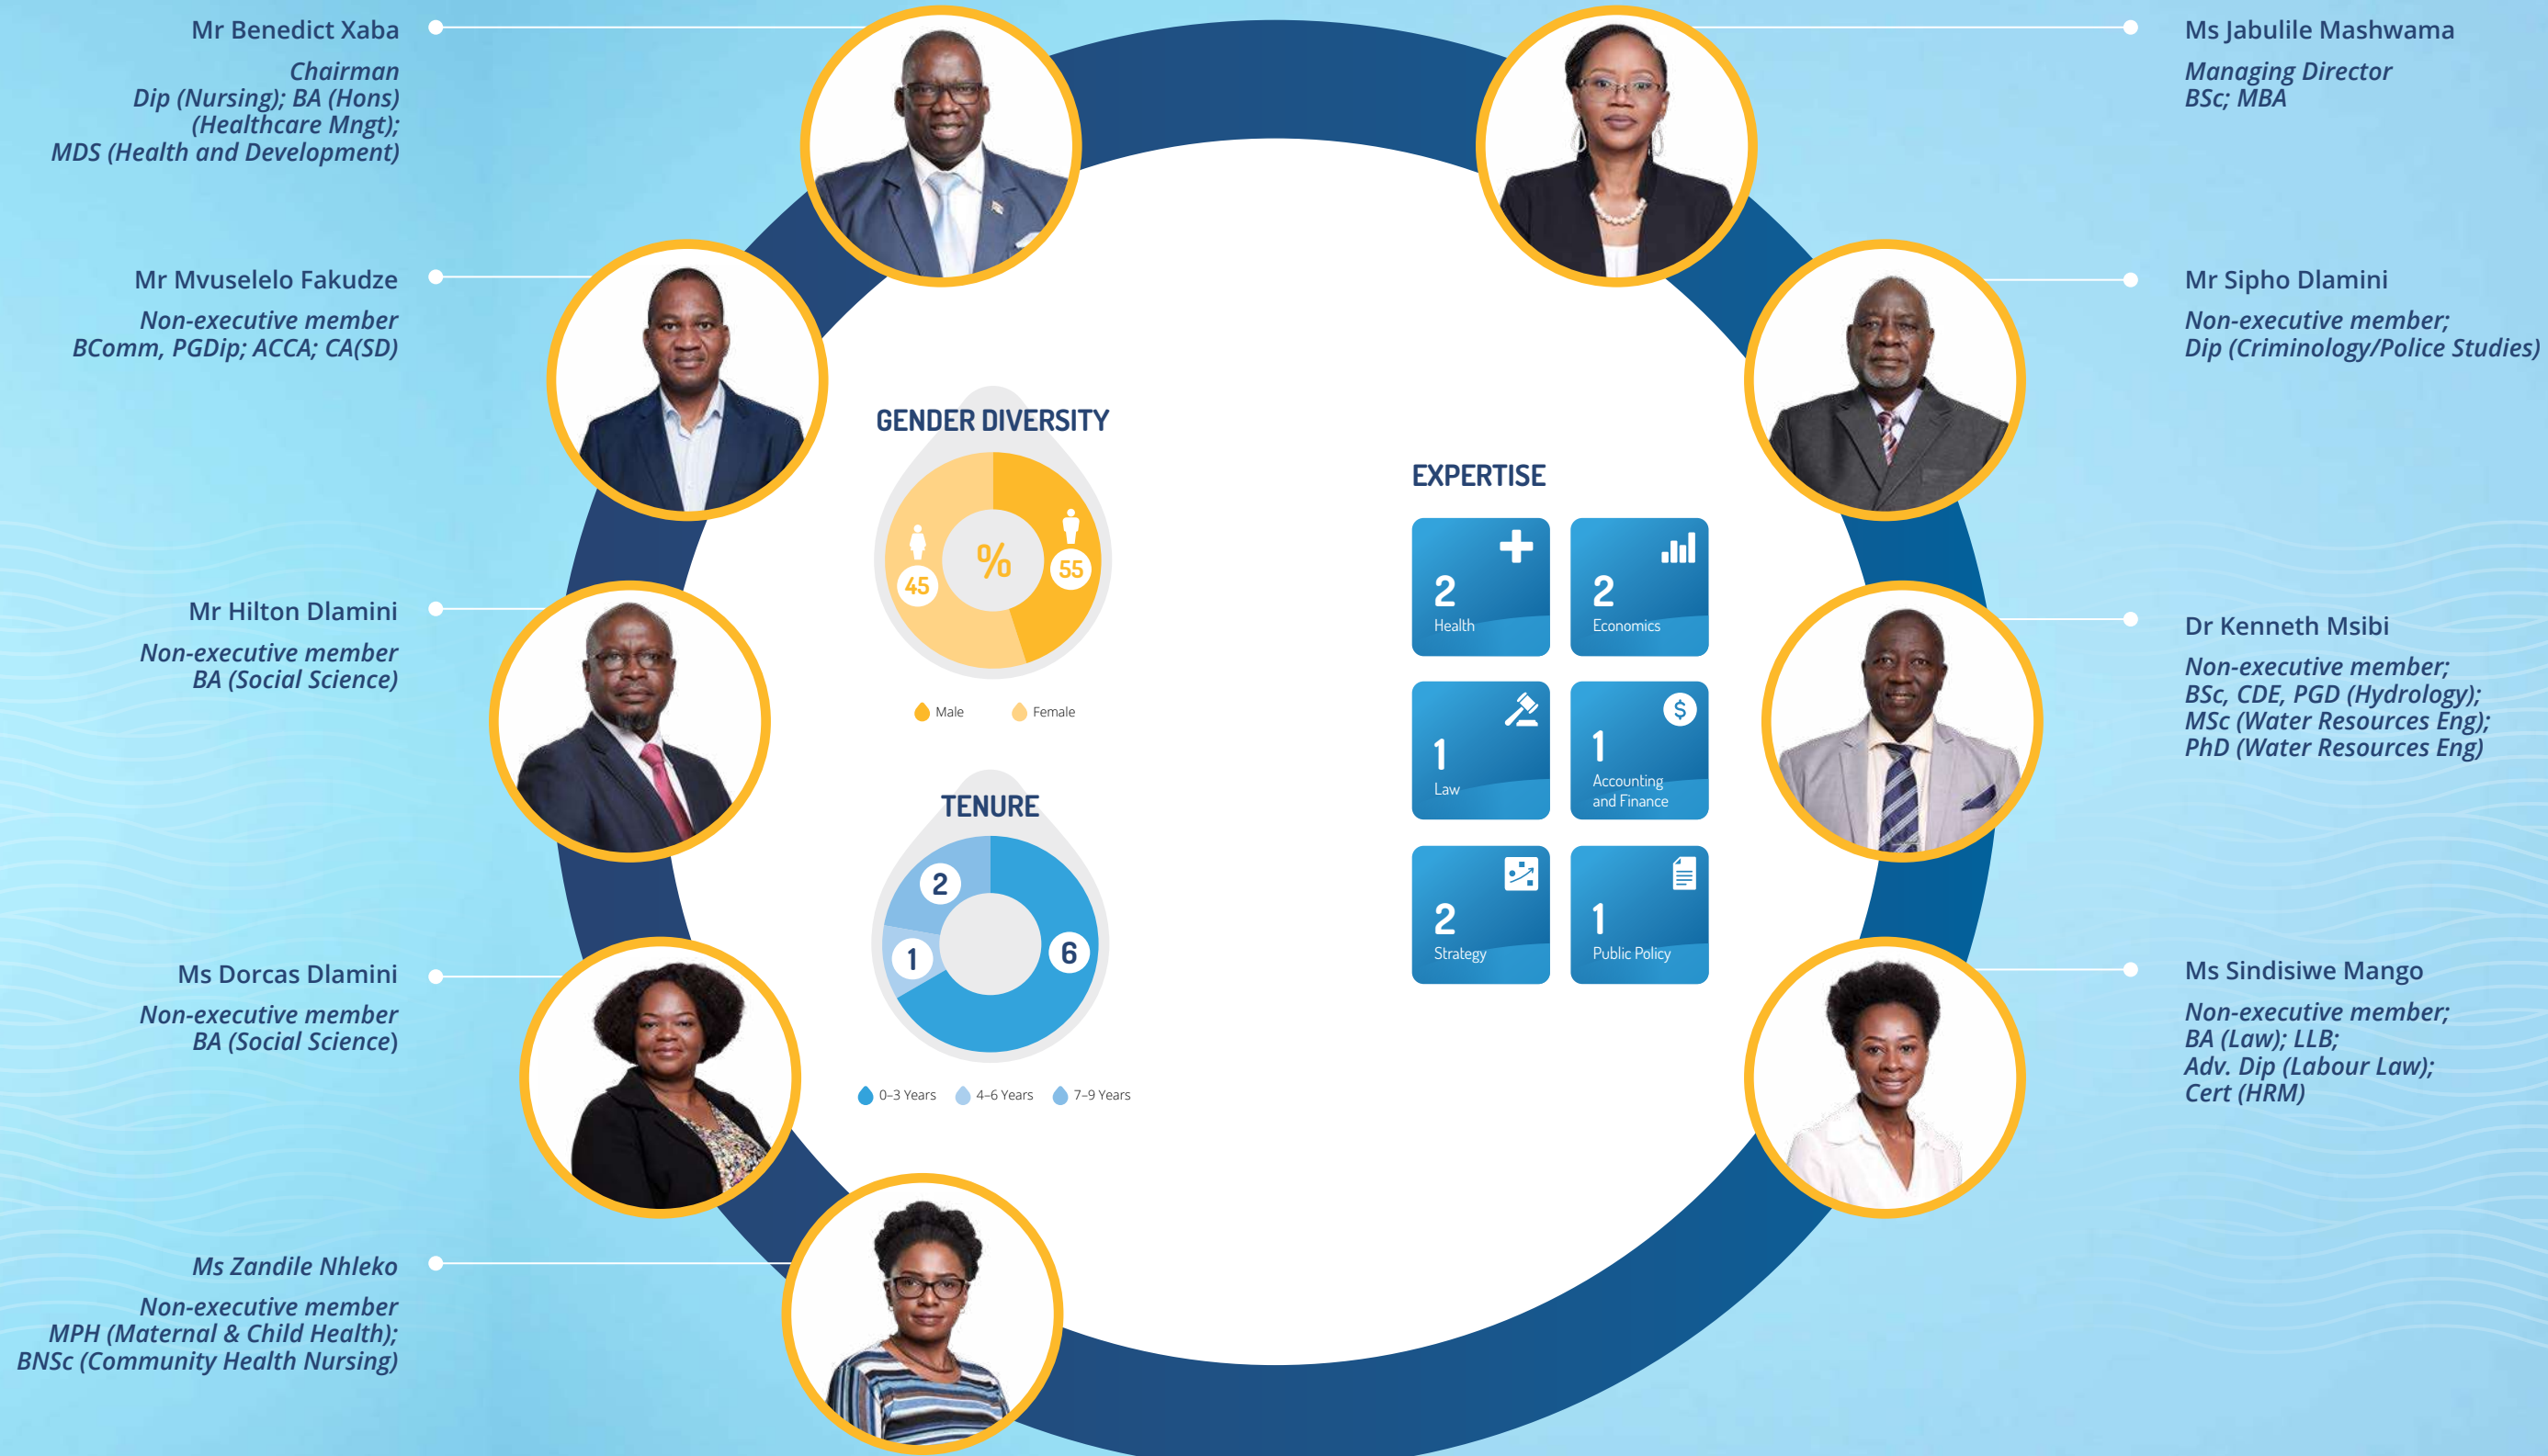 Mr Benedict Xaba
Chairman
Dip (Nursing); BA (Hons)
(Healthcare Mngt);
MDS (Health and Development)
Mr Mvuselelo Fakudze
Non-executive member
BComm, PGDip; ACCA; CA(SD)
Mr Hilton Dlamini
Non-executive member
BA (Social Science)
Ms Dorcas Dlamini
Non-executive member
BA (Social Science)
Ms Zandile Nhleko
Non-executive member
MPH (Maternal & Child Health);
BNSc (Community Health Nursing)
GENDER DIVERSITY
%
45
55
Male
Female
TENURE
2
1
6
0–3 Years
4–6 Years
7–9 Years
EXPERTISE
2
Health
2
Economics
1
Law
$
1
Accounting
and Finance
2
Strategy
1
Public Policy
Ms Jabulile Mashwama
Managing Director
BSc; MBA
Mr Sipho Dlamini
Non-executive member;
Dip (Criminology/Police Studies)
Dr Kenneth Msibi
Non-executive member;
BSc, CDE, PGD (Hydrology);
MSc (Water Resources Eng);
PhD (Water Resources Eng)
Ms Sindisiwe Mango
Non-executive member;
BA (Law); LLB;
Adv. Dip (Labour Law);
Cert (HRM)